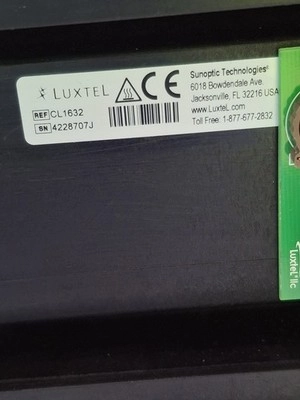 LUXTEL
REF CL1632
SN 4228707J
CE
Sunoptic Technologies®
6018 Bowdendale Ave.
Jacksonville, FL 32216 USA
www.LuxteL.com
Toll Free: 1-877-677-2832
LuxteL llc